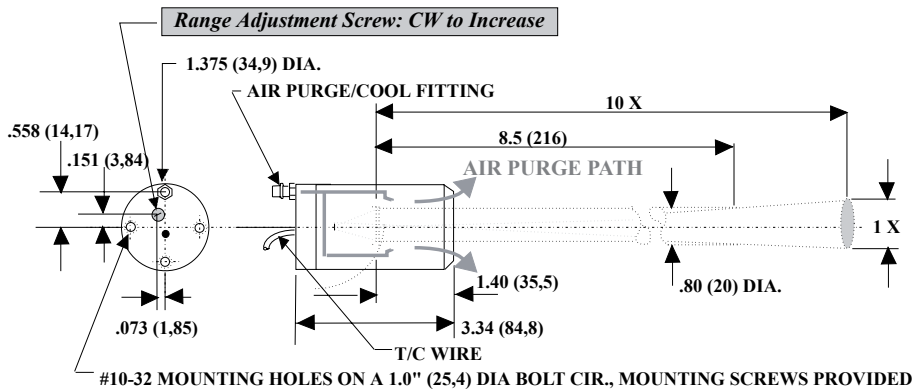 Range Adjustment Screw: CW to Increase
1.375 (34,9) DIA.
AIR PURGE/COOL FITTING
10 X
.558 (14,17)
8.5 (216)
.151 (3,84)
AIR PURGE PATH
1 X
1.40 (35,5)
.80 (20) DIA.
.073 (1,85)
3.34 (84,8)
T/C WIRE
#10-32 MOUNTING HOLES ON A 1.0" (25,4) DIA BOLT CIR., MOUNTING SCREWS PROVIDED